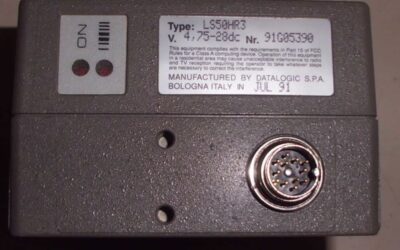 ON
Type: LS50HR3
V. 4,75-28dc Nr. 91G05390
This equipment complies with the requirements in Part 15 of FCC
Rules for a Class A computing device. Operation of this equipment
in a residential area may cause unacceptable interference to radio
and TV reception requiring the operator to take whatever steps
are necessary to correct the interference.
MANUFACTURED BY DATALOGIC S.P.A.
BOLOGNA ITALY IN JUL 91